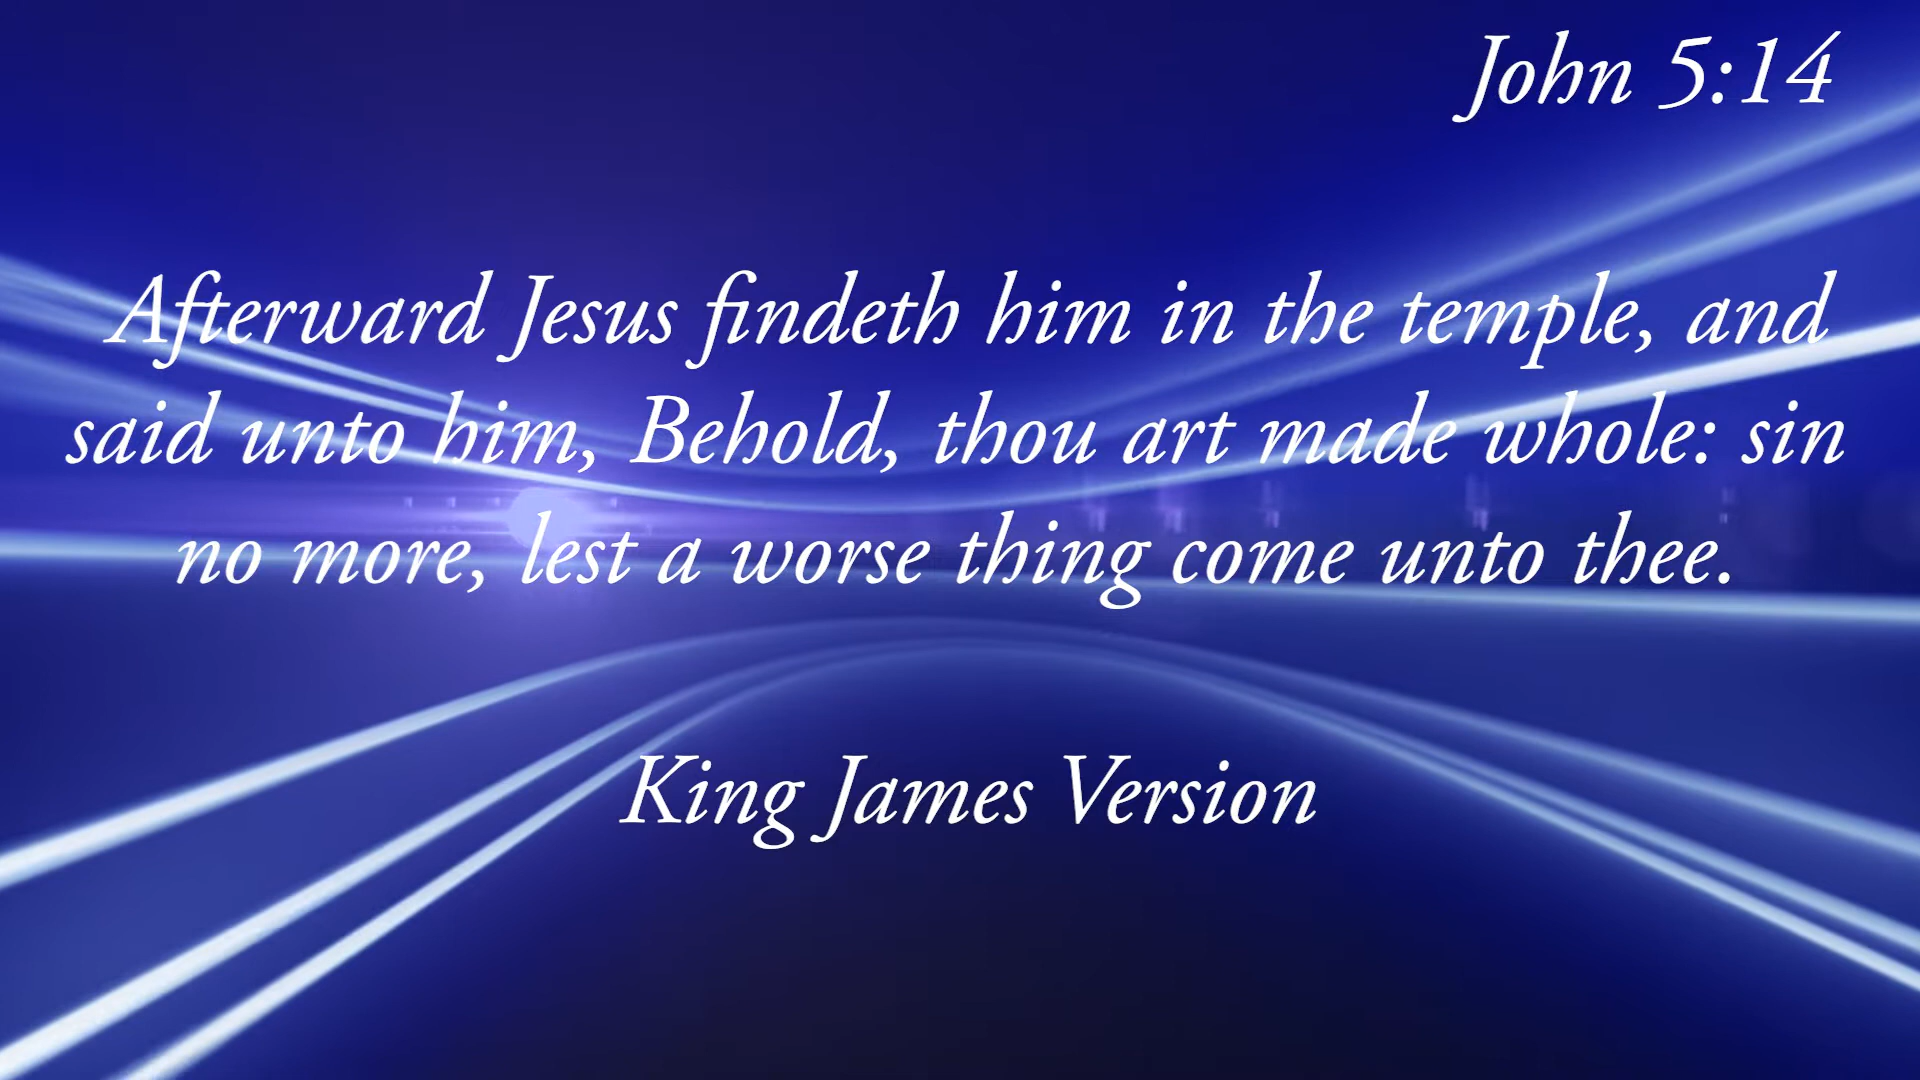 John 5:14
Afterward Jesus findeth him in the temple, and
said unto him, Behold, thou art made whole: sin
no more, lest a worse thing come unto thee.
King James Version